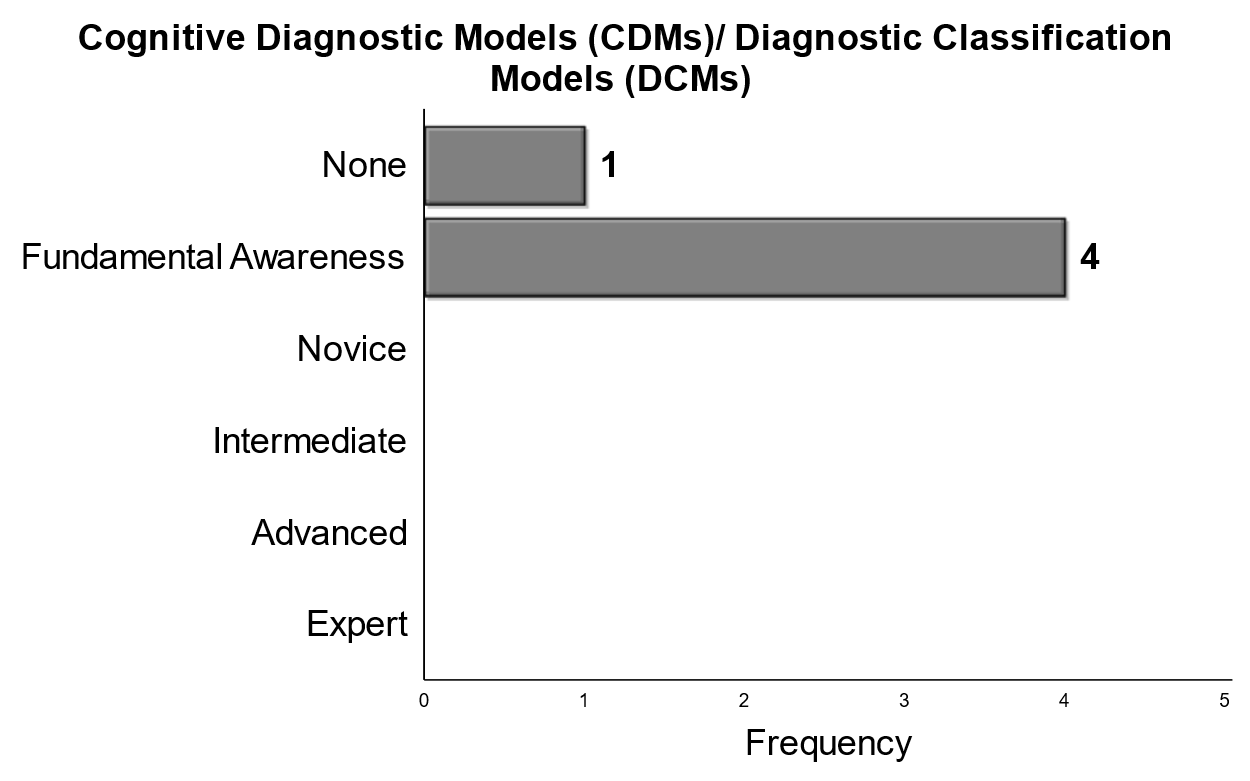 Cognitive Diagnostic Models (CDMs)/ Diagnostic Classification
Models (DCMs)
None
1
Fundamental Awareness
4
Novice
Intermediate
Advanced
Expert
0 1 2 3 4 5
Frequency